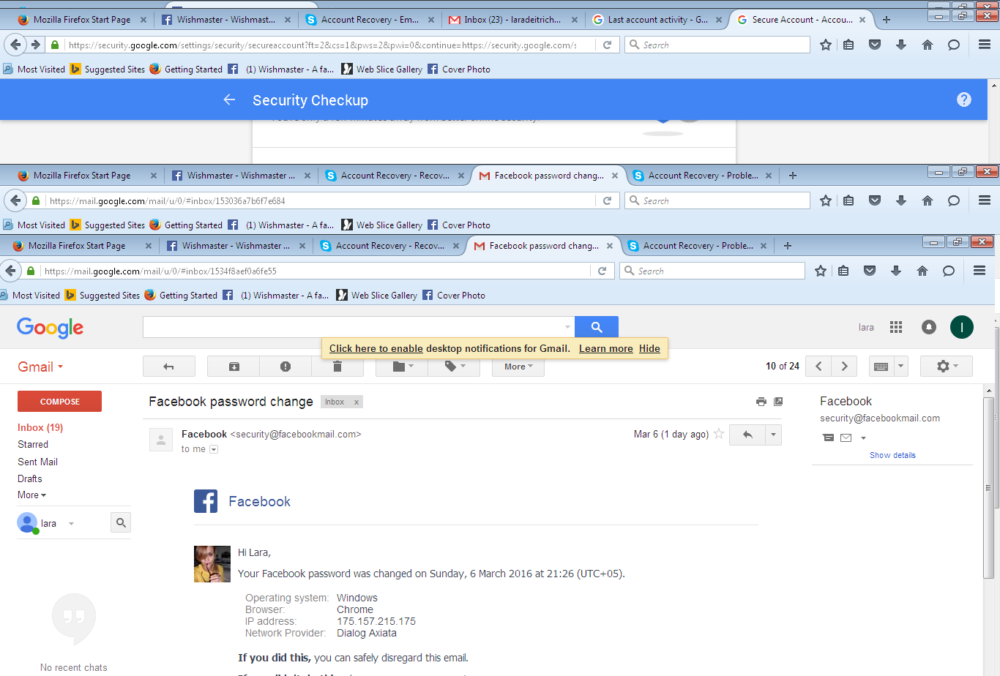 Mozilla Firefox Start Page
Wishmaster - Wishmast...
Account Recovery - Em...
Inbox (23) - laradeitrich...
Last account activity - G...
Secure Account - Accou...
https://security.google.com/settings/security/secureaccount?ft=2&cs=1&pws=2&pwi=0&continue=https://security.google.com/s
Search
Most Visited
Suggested Sites
Getting Started
(1) Wishmaster - A fa...
Web Slice Gallery
Cover Photo
Security Checkup
Mozilla Firefox Start Page
Wishmaster - Wishmaster ...
Account Recovery - Recov...
Facebook password chang...
Account Recovery - Proble...
https://mail.google.com/mail/u/0/#inbox/153036a7b6f7e684
Search
Most Visited
Suggested Sites
Getting Started
(1) Wishmaster - A fa...
Web Slice Gallery
Cover Photo
Mozilla Firefox Start Page
Wishmaster - Wishmaster ...
Account Recovery - Recov...
Facebook password chang...
Account Recovery - Proble...
https://mail.google.com/mail/u/0/#inbox/1534f8aef0a6fe55
Search
Most Visited
Suggested Sites
Getting Started
(1) Wishmaster - A fa...
Web Slice Gallery
Cover Photo
Google
lara
l
Click here to enable desktop notifications for Gmail. Learn more Hide
Gmail
More
10 of 24
COMPOSE
Inbox (19)
Starred
Sent Mail
Drafts
More
lara
No recent chats
Facebook password change
Inbox x
Facebook <security@facebookmail.com>
to me
Mar 6 (1 day ago)
Facebook
security@facebookmail.com
Show details
Facebook
Hi Lara,
Your Facebook password was changed on Sunday, 6 March 2016 at 21:26 (UTC+05).
Operating system: Windows
Browser: Chrome
IP address: 175.157.215.175
Network Provider: Dialog Axiata
If you did this, you can safely disregard this email.